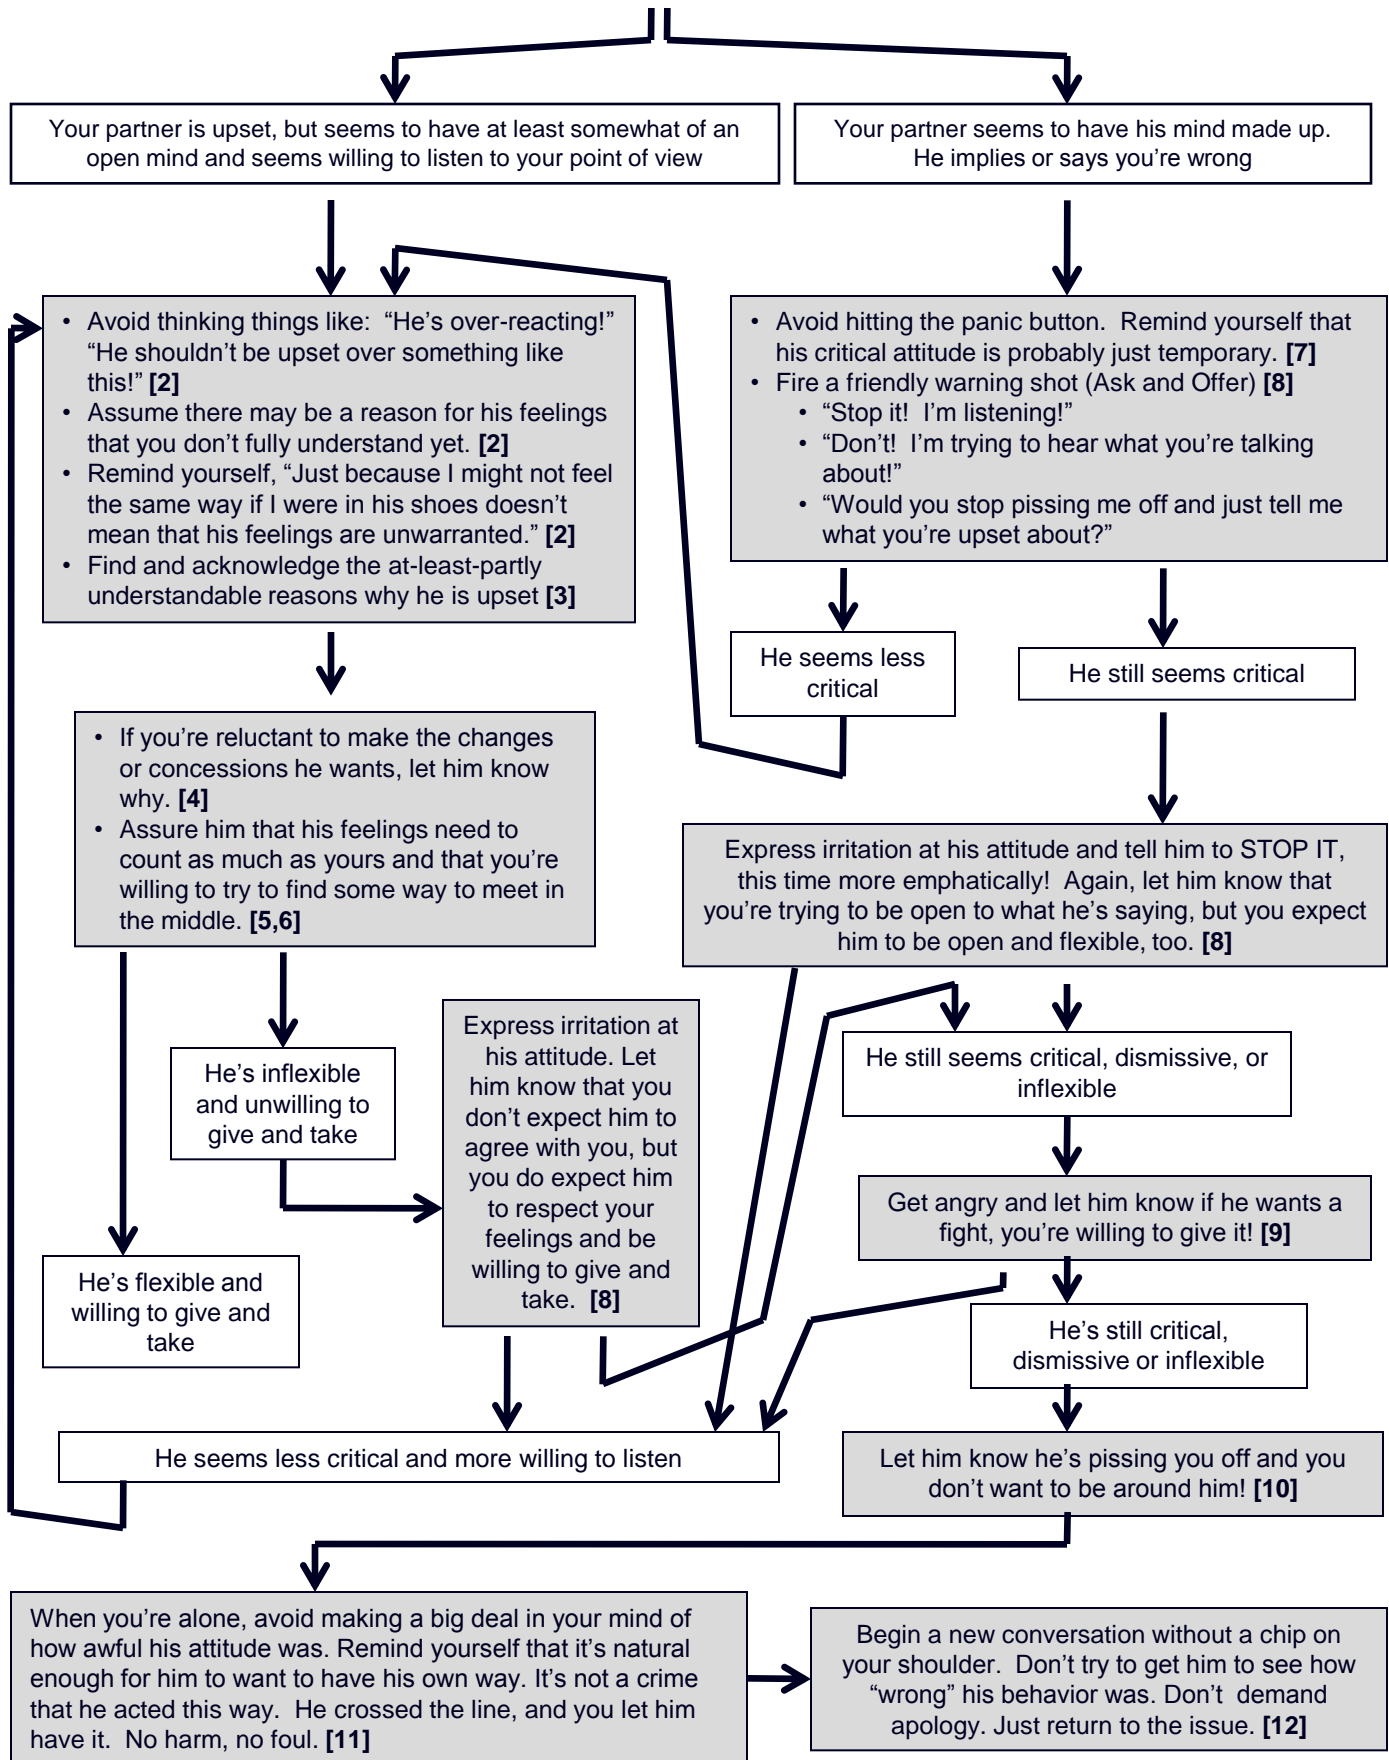 Your partner is upset, but seems to have at least somewhat of an
open mind and seems willing to listen to your point of view
Your partner seems to have his mind made up.
He implies or says you’re wrong
• Avoid thinking things like:  “He’s over-reacting!”
“He shouldn’t be upset over something like
this!” [2]
• Assume there may be a reason for his feelings
that you don’t fully understand yet. [2]
• Remind yourself, “Just because I might not feel
the same way if I were in his shoes doesn’t
mean that his feelings are unwarranted.” [2]
• Find and acknowledge the at-least-partly
understandable reasons why he is upset [3]
• Avoid hitting the panic button.  Remind yourself that
his critical attitude is probably just temporary. [7]
• Fire a friendly warning shot (Ask and Offer) [8]
• “Stop it!  I’m listening!”
• “Don’t!  I’m trying to hear what you’re talking
about!”
• “Would you stop pissing me off and just tell me
what you’re upset about?”
He seems less
critical
He still seems critical
• If you’re reluctant to make the changes
or concessions he wants, let him know
why. [4]
• Assure him that his feelings need to
count as much as yours and that you’re
willing to try to find some way to meet in
the middle. [5,6]
Express irritation at his attitude and tell him to STOP IT,
this time more emphatically!  Again, let him know that
you’re trying to be open to what he’s saying, but you expect
him to be open and flexible, too. [8]
He’s inflexible
and unwilling to
give and take
Express irritation at
his attitude. Let
him know that you
don’t expect him to
agree with you, but
you do expect him
to respect your
feelings and be
willing to give and
take.  [8]
He still seems critical, dismissive, or
inflexible
Get angry and let him know if he wants a
fight, you’re willing to give it! [9]
He’s flexible and
willing to give and
take
He’s still critical,
dismissive or inflexible
He seems less critical and more willing to listen
Let him know he’s pissing you off and you
don’t want to be around him! [10]
When you’re alone, avoid making a big deal in your mind of
how awful his attitude was. Remind yourself that it’s natural
enough for him to want to have his own way. It’s not a crime
that he acted this way.  He crossed the line, and you let him
have it.  No harm, no foul. [11]
Begin a new conversation without a chip on
your shoulder.  Don’t try to get him to see how
“wrong” his behavior was. Don’t  demand
apology. Just return to the issue. [12]